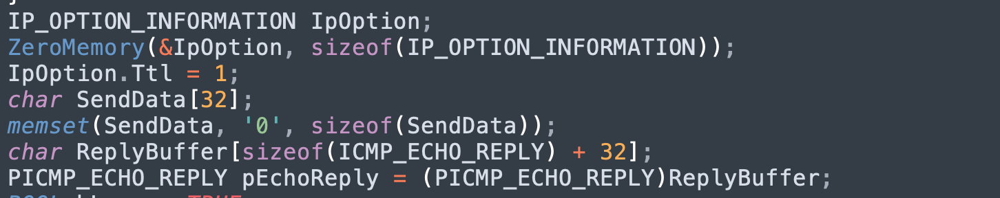 IP_OPTION_INFORMATION IpOption;
ZeroMemory(&IpOption, sizeof(IP_OPTION_INFORMATION));
IpOption.Ttl = 1;
char SendData[32];
memset(SendData, '0', sizeof(SendData));
char ReplyBuffer[sizeof(ICMP_ECHO_REPLY) + 32];
PICMP_ECHO_REPLY pEchoReply = (PICMP_ECHO_REPLY)ReplyBuffer;